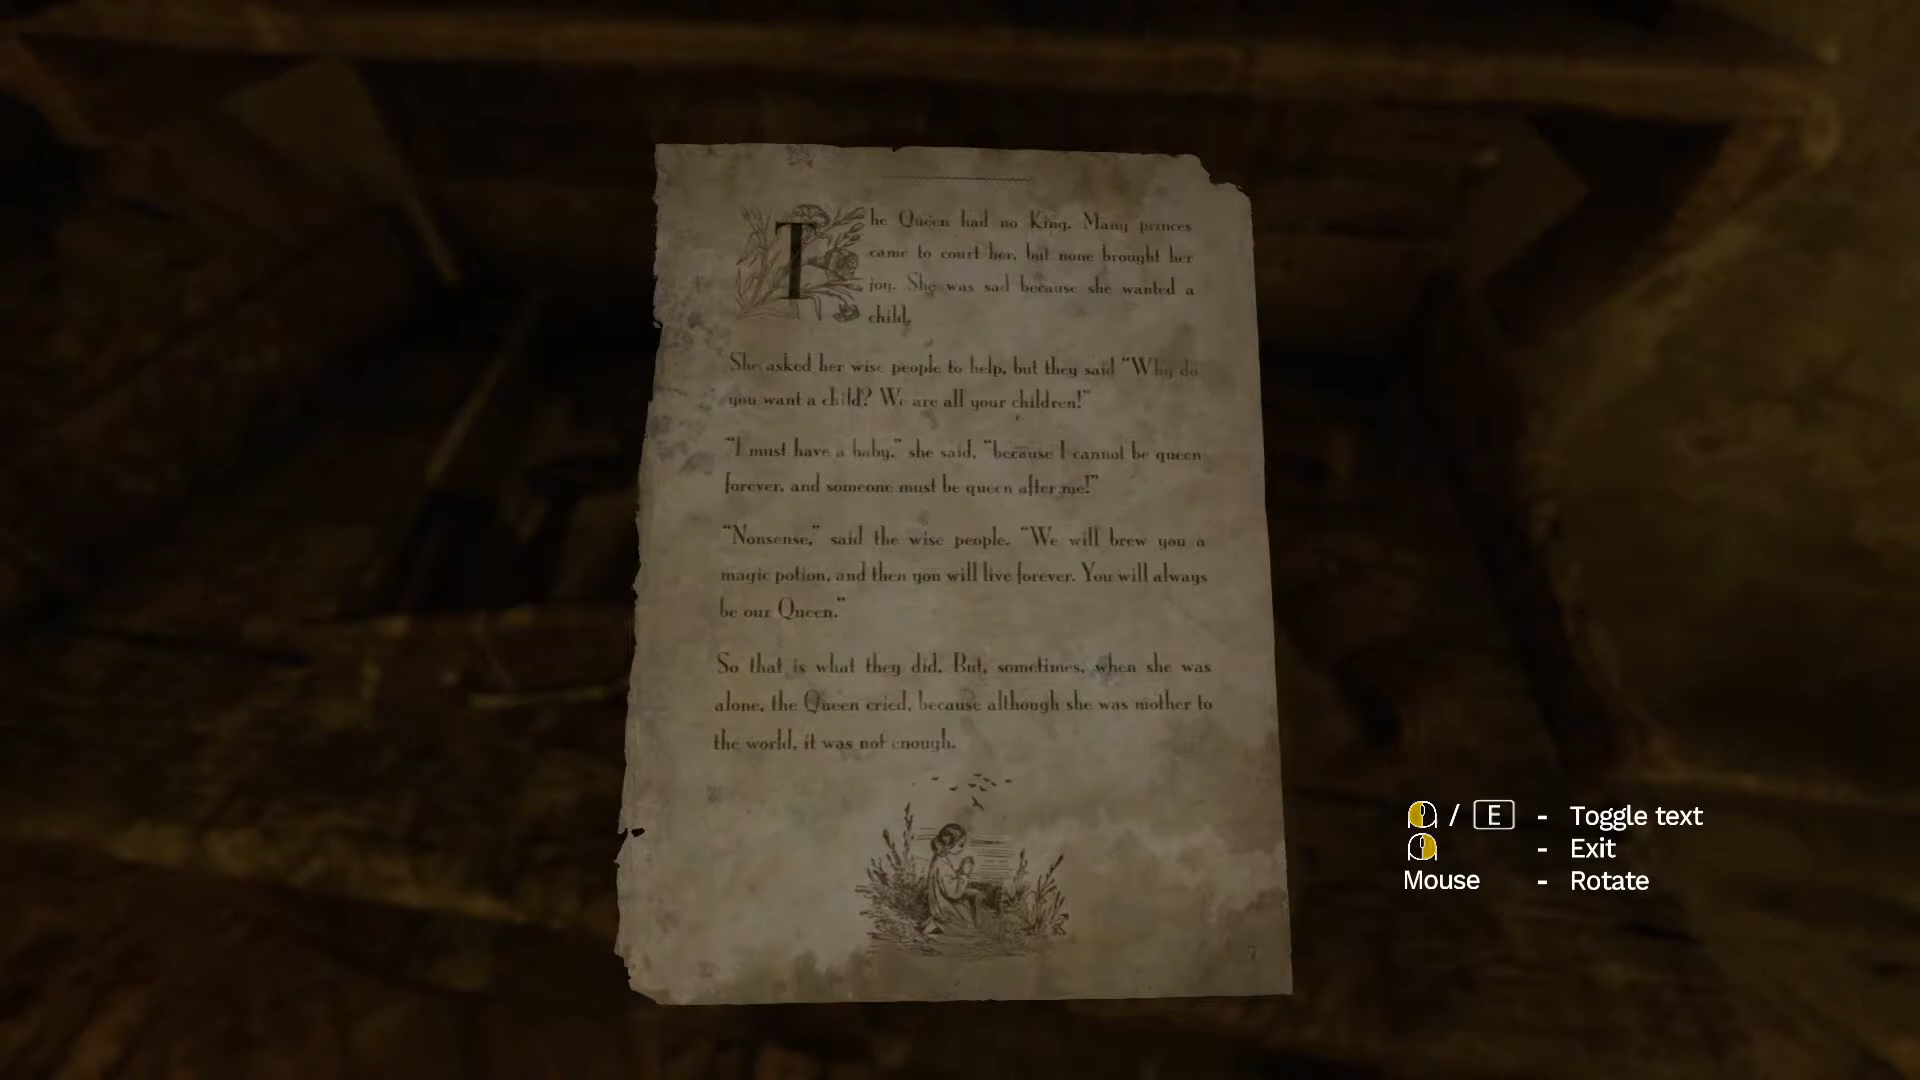 The Queen had no King. Many princes
came to court her, but none brought her
joy. She was sad because she wanted a
child.
She asked her wise people to help, but they said “Why do
you want a child? We are all your children!”
“I must have a baby,” she said, “because I cannot be queen
forever, and someone must be queen after me!”
“Nonsense,” said the wise people. “We will brew you a
magic potion, and then you will live forever. You will always
be our Queen.”
So that is what they did. But, sometimes, when she was
alone, the Queen cried, because although she was mother to
the world, it was not enough.
7
/ E - Toggle text
- Exit
Mouse - Rotate